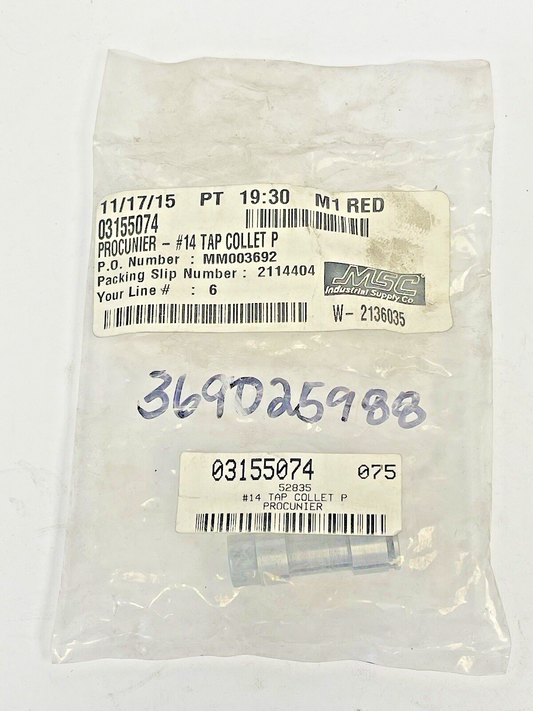 11/17/15 PT 19:30 M1 RED
03155074
PROCUNIER - #14 TAP COLLET P
P.O. Number : MM003692
Packing Slip Number : 2114404
Your Line # : 6
MSC
Industrial Supply Co.
W- 2136035
369025988
03155074 075
52835
#14 TAP COLLET P
PROCUNIER